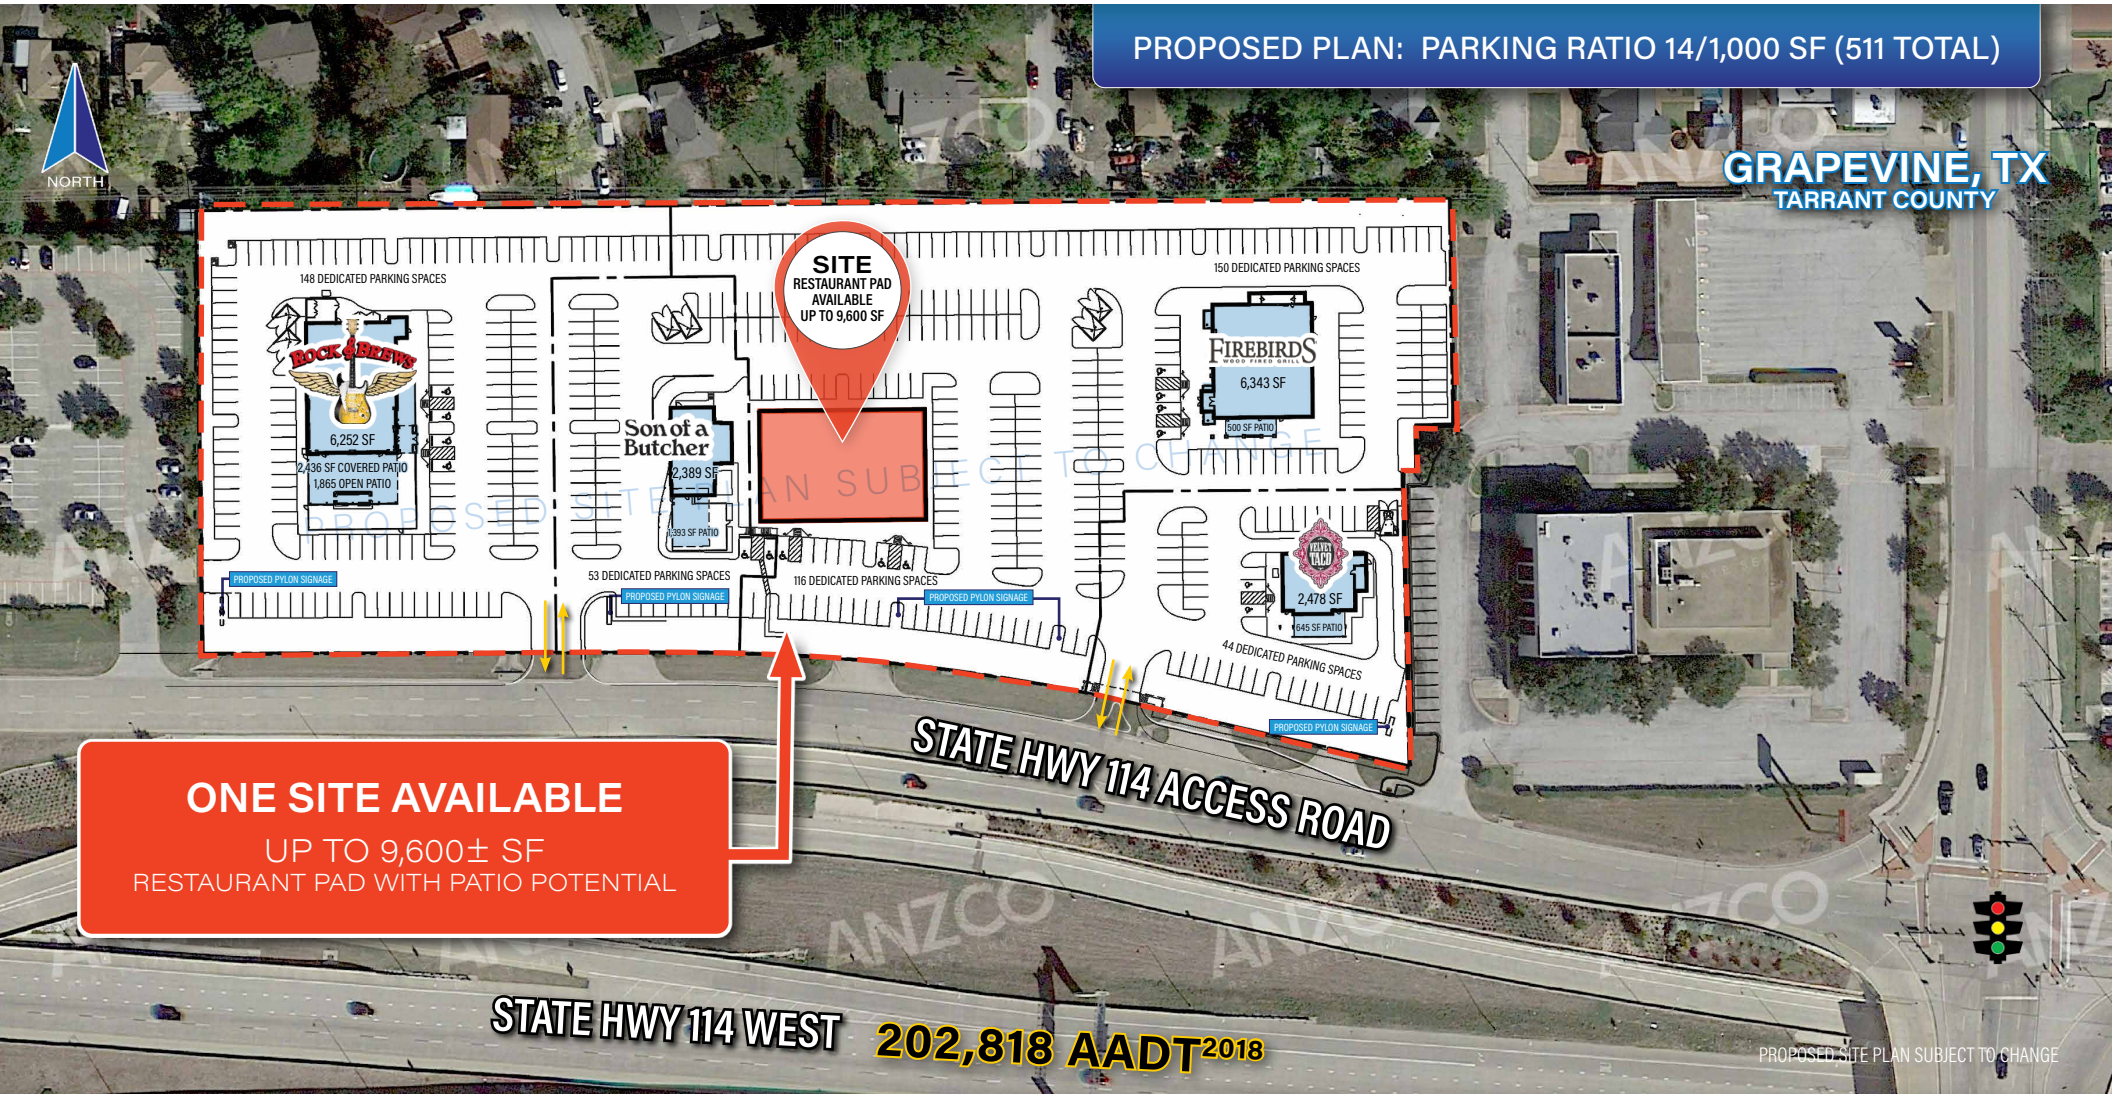 PROPOSED PLAN: PARKING RATIO 14/1,000 SF (511 TOTAL)
NORTH
GRAPEVINE, TX
TARRANT COUNTY
148 DEDICATED PARKING SPACES
SITE
RESTAURANT PAD
AVAILABLE
UP TO 9,600 SF
150 DEDICATED PARKING SPACES
ROCK & BREWS
6,252 SF
2,436 SF COVERED PATIO
1,865 OPEN PATIO
Son of a
Butcher
2,389 SF
1,393 SF PATIO
FIREBIRDS
WOOD FIRED GRILL
6,343 SF
500 SF PATIO
PROPOSED SITE PLAN SUBJECT TO CHANGE
VELVET
TACO
2,478 SF
645 SF PATIO
53 DEDICATED PARKING SPACES
116 DEDICATED PARKING SPACES
44 DEDICATED PARKING SPACES
PROPOSED PYLON SIGNAGE
PROPOSED PYLON SIGNAGE
PROPOSED PYLON SIGNAGE
PROPOSED PYLON SIGNAGE
ONE SITE AVAILABLE
UP TO 9,600± SF
RESTAURANT PAD WITH PATIO POTENTIAL
STATE HWY 114 ACCESS ROAD
STATE HWY 114 WEST
202,818 AADT2018
ANZCO
PROPOSED SITE PLAN SUBJECT TO CHANGE